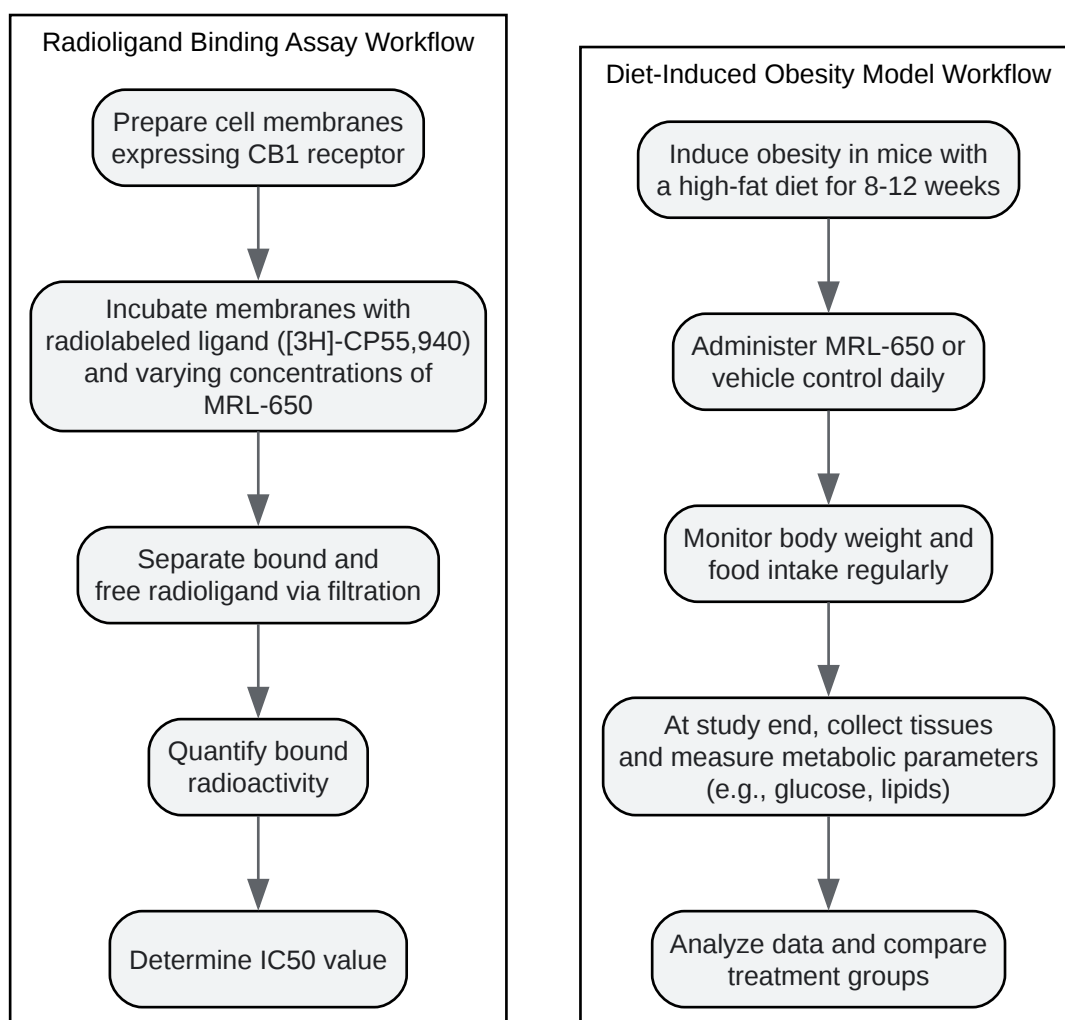 Radioligand Binding Assay Workflow
Prepare cell membranes
expressing CB1 receptor
Incubate membranes with
radiolabeled ligand ([3H]-CP55,940)
and varying concentrations of
MRL-650
Separate bound and
free radioligand via filtration
Quantify bound
radioactivity
Determine IC50 value
Diet-Induced Obesity Model Workflow
Induce obesity in mice with
a high-fat diet for 8-12 weeks
Administer MRL-650 or
vehicle control daily
Monitor body weight and
food intake regularly
At study end, collect tissues
and measure metabolic parameters
(e.g., glucose, lipids)
Analyze data and compare
treatment groups